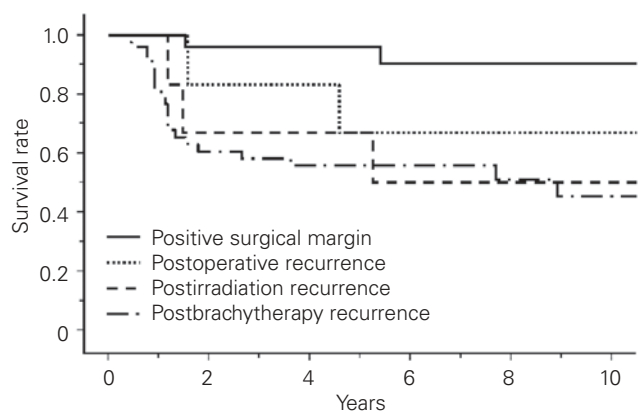 1.0
0.8
0.6
0.4
0.2
0
Survival rate
Positive surgical margin
Postoperative recurrence
Postirradiation recurrence
Postbrachytherapy recurrence
0 2 4 6 8 10
Years